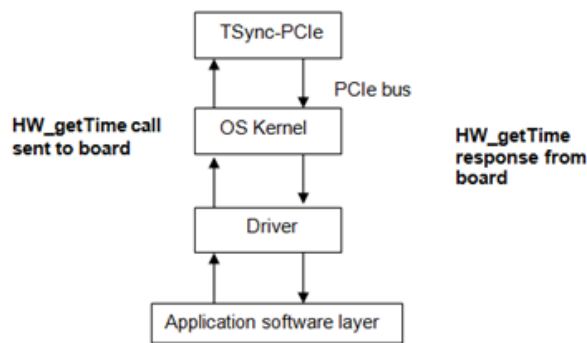 TSync-PCIe
PCIe bus
HW_getTime call
sent to board
OS Kernel
HW_getTime
response from
board
Driver
Application software layer